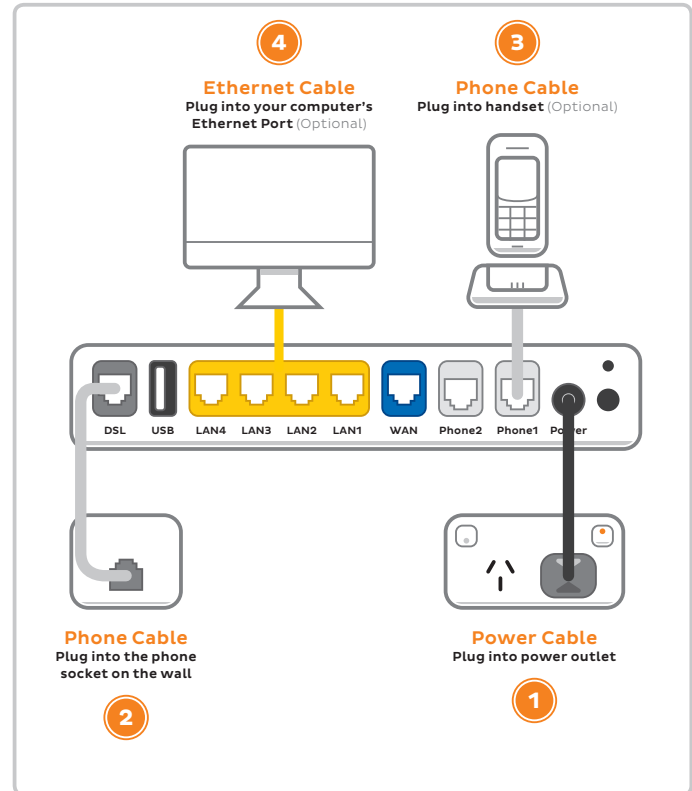 4
Ethernet Cable
Plug into your computer's
Ethernet Port (Optional)
3
Phone Cable
Plug into handset (Optional)
DSL USB LAN4 LAN3 LAN2 LAN1 WAN Phone2 Phone1 Power
Phone Cable
Plug into the phone
socket on the wall
2
Power Cable
Plug into power outlet
1